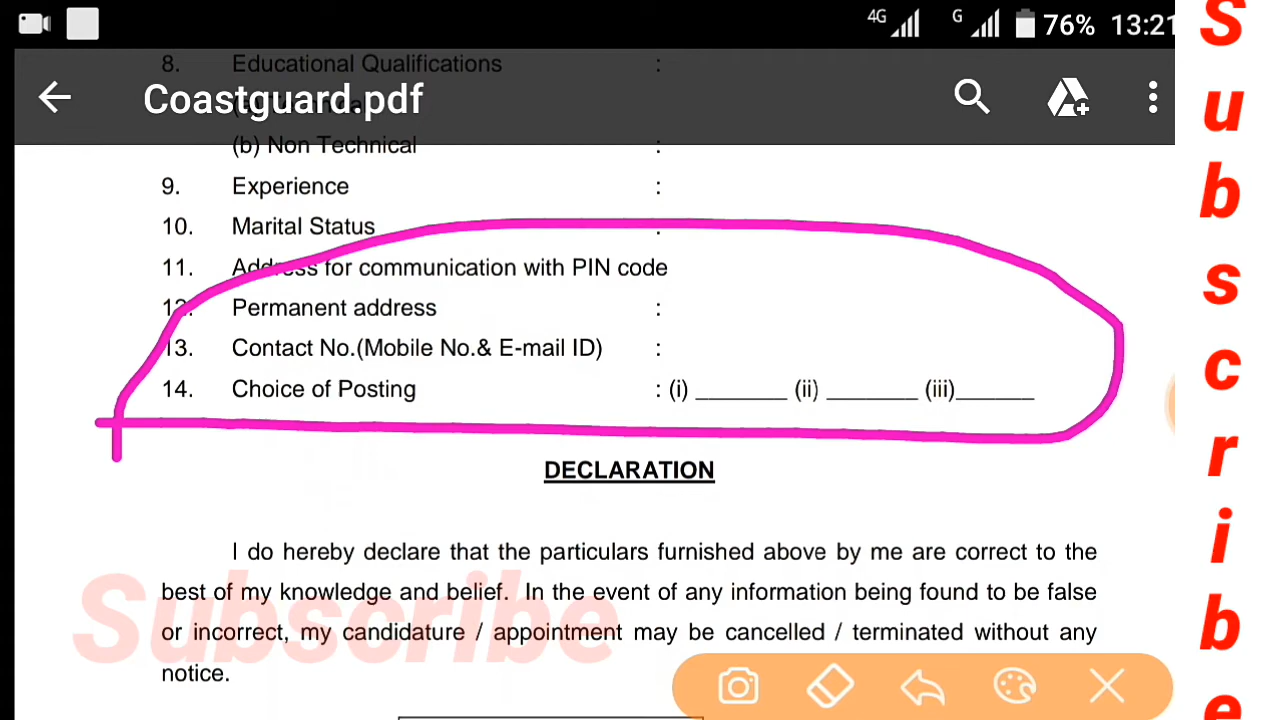 4G G 76% 13:21
8. Educational Qualifications :
Coastguard.pdf
(b) Non Technical :
9. Experience :
10. Marital Status :
11. Address for communication with PIN code
12. Permanent address :
13. Contact No.(Mobile No.& E-mail ID) :
14. Choice of Posting : (i) _______ (ii) _______ (iii)______
DECLARATION
I do hereby declare that the particulars furnished above by me are correct to the
best of my knowledge and belief. In the event of any information being found to be false
or incorrect, my candidature / appointment may be cancelled / terminated without any
notice.
Subscribe
Subscribe